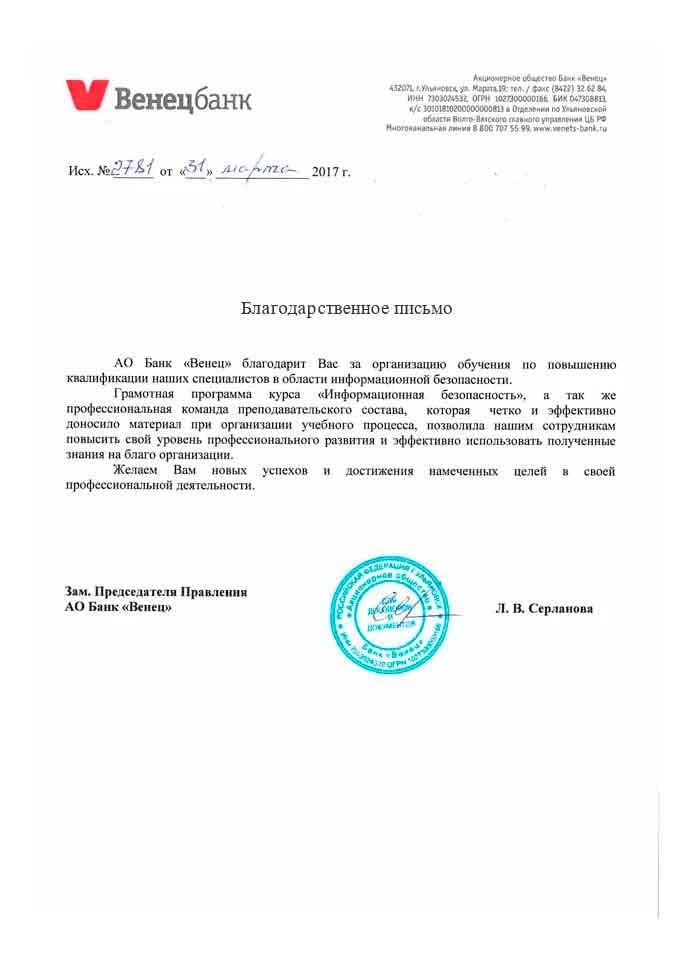 Венецбанк
Акционерное общество Банк «Венец»
432071, г.Ульяновск, ул. Марата,19; тел. / факс (8422) 32 62 84,
ИНН 7303024532, ОГРН 1027300000166, БИК 047308813,
к/с 30101810200000000813 в Отделении по Ульяновской
области Волго-Вятского главного управления ЦБ РФ
Многоканальная линия 8 800 707 55 99, www.venets-bank.ru
Исх. № 2781 от «31» марта 2017 г.
Благодарственное письмо
АО Банк «Венец» благодарит Вас за организацию обучения по повышению
квалификации наших специалистов в области информационной безопасности.
Грамотная программа курса «Информационная безопасность», а так же
профессиональная команда преподавательского состава, которая четко и эффективно
доносило материал при организации учебного процесса, позволила нашим сотрудникам
повысить свой уровень профессионального развития и эффективно использовать полученные
знания на благо организации.
Желаем Вам новых успехов и достижения намеченных целей в своей
профессиональной деятельности.
Зам. Председателя Правления
АО Банк «Венец»
РОССИЙСКАЯ ФЕДЕРАЦИЯ Г.УЛЬЯНОВСК
Акционерное общество
ДЛЯ
ДОГОВОРОВ
И
ДОКУМЕНТОВ
Банк «Венец»
ИНН 7303024532 ОГРН 1027300000166
Л. В. Серланова